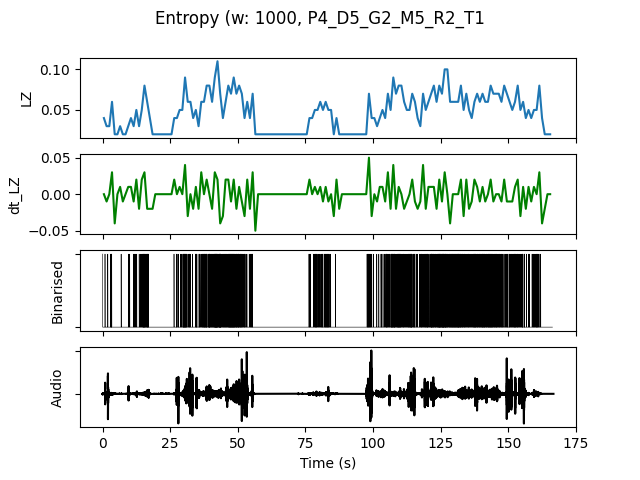 Entropy (w: 1000, P4_D5_G2_M5_R2_T1
LZ
0.10
0.05
dt_LZ
0.05
0.00
−0.05
Binarised
Audio
0 25 50 75 100 125 150 175
Time (s)